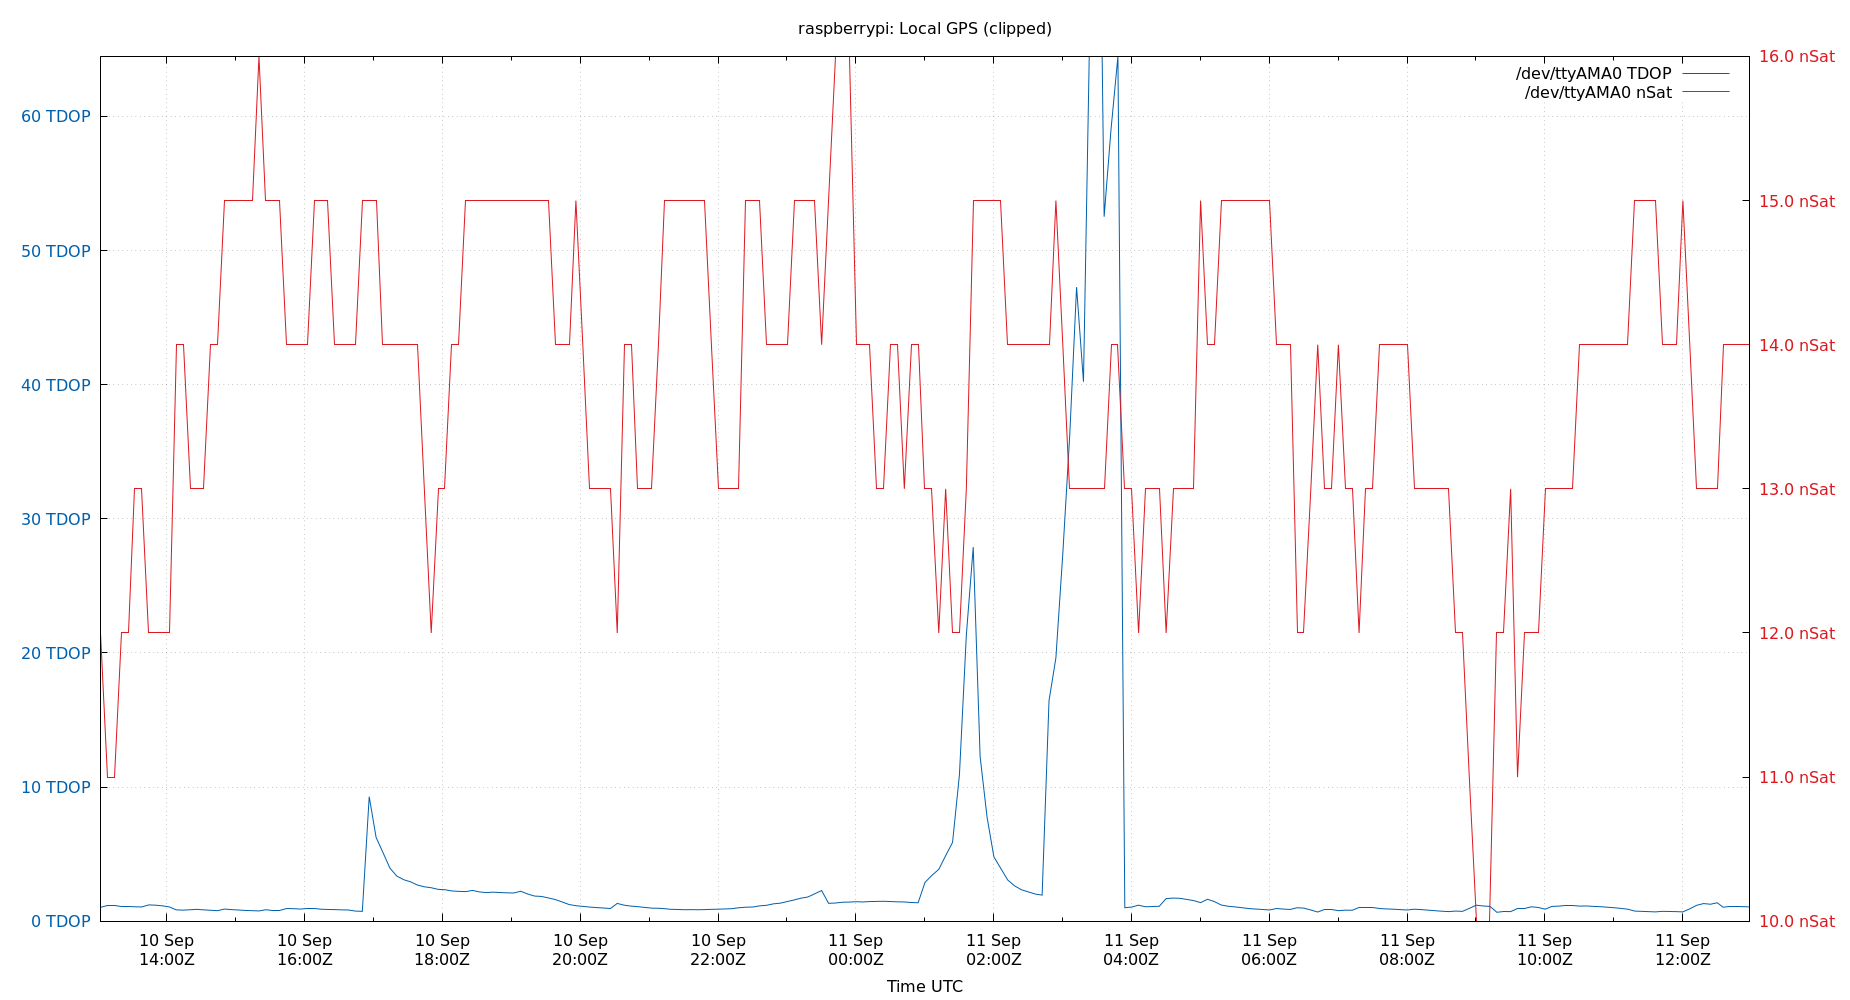 raspberrypi: Local GPS (clipped)
/dev/ttyAMA0 TDOP
/dev/ttyAMA0 nSat
60 TDOP
50 TDOP
40 TDOP
30 TDOP
20 TDOP
10 TDOP
0 TDOP
16.0 nSat
15.0 nSat
14.0 nSat
13.0 nSat
12.0 nSat
11.0 nSat
10.0 nSat
10 Sep 10 Sep 10 Sep 10 Sep 10 Sep 11 Sep 11 Sep 11 Sep 11 Sep 11 Sep 11 Sep 11 Sep
14:00Z 16:00Z 18:00Z 20:00Z 22:00Z 00:00Z 02:00Z 04:00Z 06:00Z 08:00Z 10:00Z 12:00Z
Time UTC